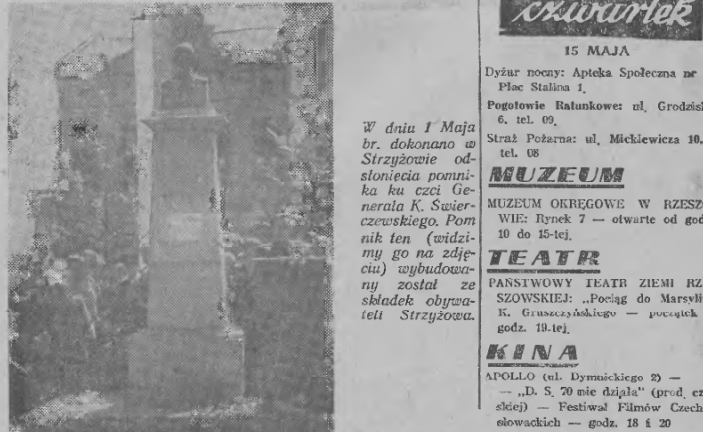 W dniu 1 Maja
br. dokonano w
Strzyżowie od-
słonięcia pomni-
ka ku czci Ge-
nerała K. Świer-
czewskiego. Pom
nik ten (widzi-
my go na zdję-
ciu) wybudowa-
ny został ze
składek obywa-
teli Strzyżowa.
czwartek
15 MAJA
Dyżur nocny: Apteka Społeczna nr
Plac Stalina 1.
Pogotowie Ratunkowe: ul. Grodzis
6. tel. 09.
Straż Pożarna: ul. Mickiewicza 10.
tel. 08
MUZEUM
MUZEUM OKRĘGOWE W RZESZO
WIE: Rynek 7 — otwarte od god
10 do 15-tej.
TEATR
PAŃSTWOWY TEATR ZIEMI RZ
SZOWSKIEJ: „Pociąg do Marsyli
K. Gruszczyńskiego — początek
godz. 19-tej.
KINA
APOLLO (ul. Dymnickiego 2) —
— „D. S. 70 nie działa" (prod. cz
skiej) — Festiwal Filmów Czech
słowackich — godz. 18 i 20